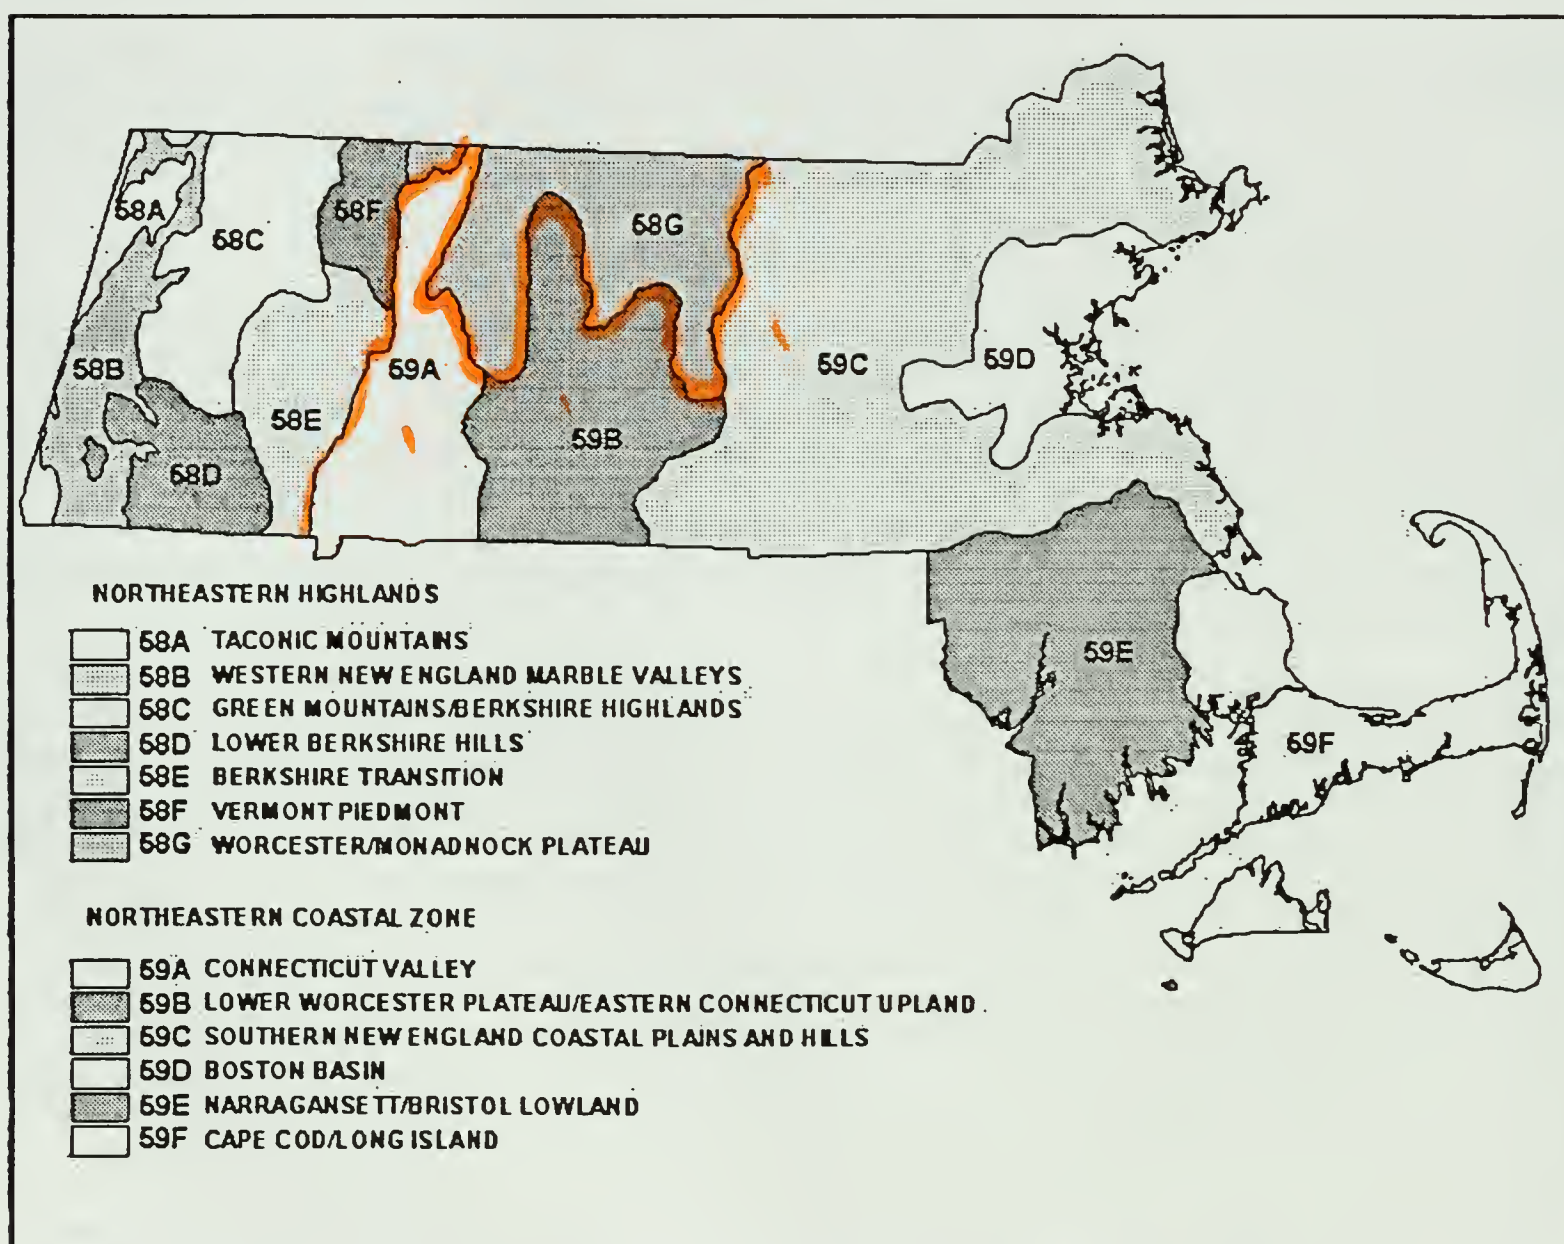 58A
58C
58F
58G
58B
59A
59C
59D
58E
59B
58D
59E
59F
NORTHEASTERN HIGHLANDS
58A TACONIC MOUNTAINS
58B WESTERN NEW ENGLAND MARBLE VALLEYS
58C GREEN MOUNTAINS/BERKSHIRE HIGHLANDS
58D LOWER BERKSHIRE HILLS
58E BERKSHIRE TRANSITION
58F VERMONT PIEDMONT
58G WORCESTER/MONADNOCK PLATEAU
NORTHEASTERN COASTAL ZONE
59A CONNECTICUT VALLEY
59B LOWER WORCESTER PLATEAU/EASTERN CONNECTICUT UPLAND
59C SOUTHERN NEW ENGLAND COASTAL PLAINS AND HILLS
59D BOSTON BASIN
59E NARRAGANSETT/BRISTOL LOWLAND
59F CAPE COD/LONG ISLAND